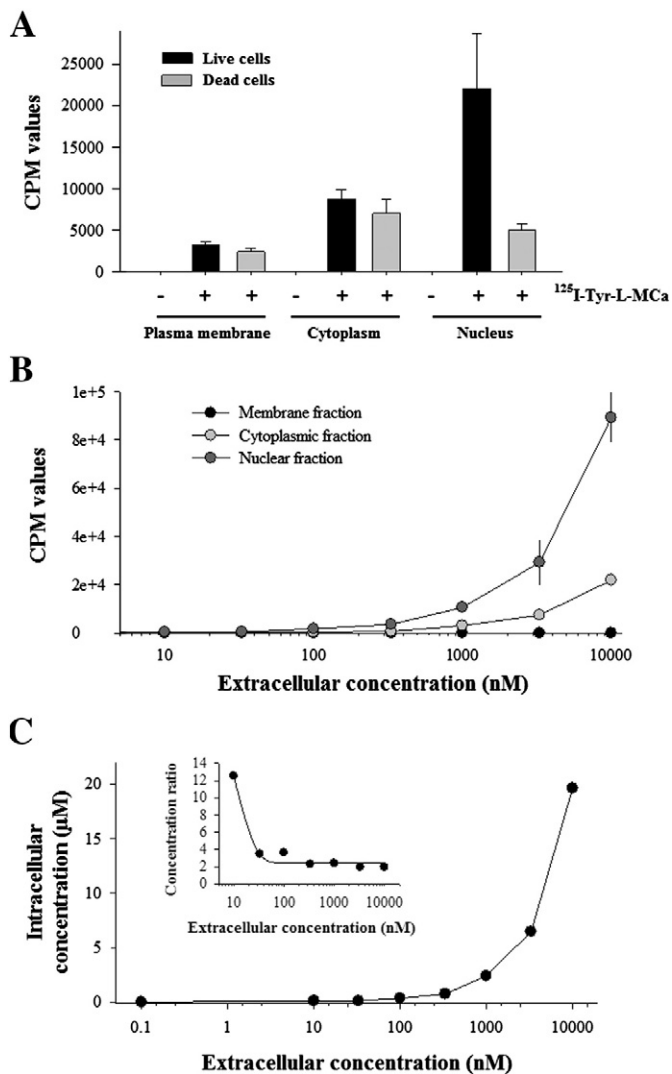 A
CPM values
25000
20000
15000
10000
5000
0
Live cells
Dead cells
- + + - + + - + + ¹²⁵I-Tyr-L-MCa
Plasma membrane Cytoplasm Nucleus
B
CPM values
1e+5
8e+4
6e+4
4e+4
2e+4
0
Membrane fraction
Cytoplasmic fraction
Nuclear fraction
10 100 1000 10000
Extracellular concentration (nM)
C
Intracellular
concentration (µM)
20
15
10
5
0
Concentration ratio
14
12
10
8
6
4
2
0
10 100 1000 10000
Extracellular concentration (nM)
0.1 1 10 100 1000 10000
Extracellular concentration (nM)